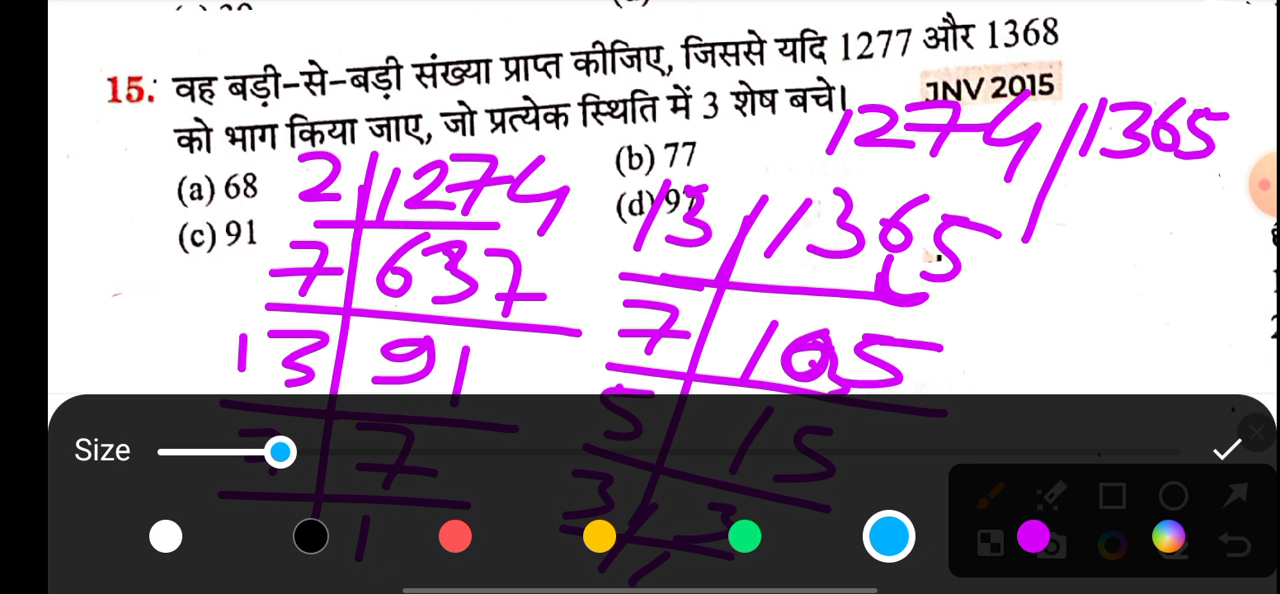 15. वह बड़ी-से-बड़ी संख्या प्राप्त कीजिए, जिससे यदि 1277 और 1368
को भाग किया जाए, जो प्रत्येक स्थिति में 3 शेष बचे।
JNV 2015
1274/1365
(a) 68
(b) 77
(c) 91
(d) 97
2 1274
7 637
13 91
7
1
13 1365
7 105
5 15
3 3
Size